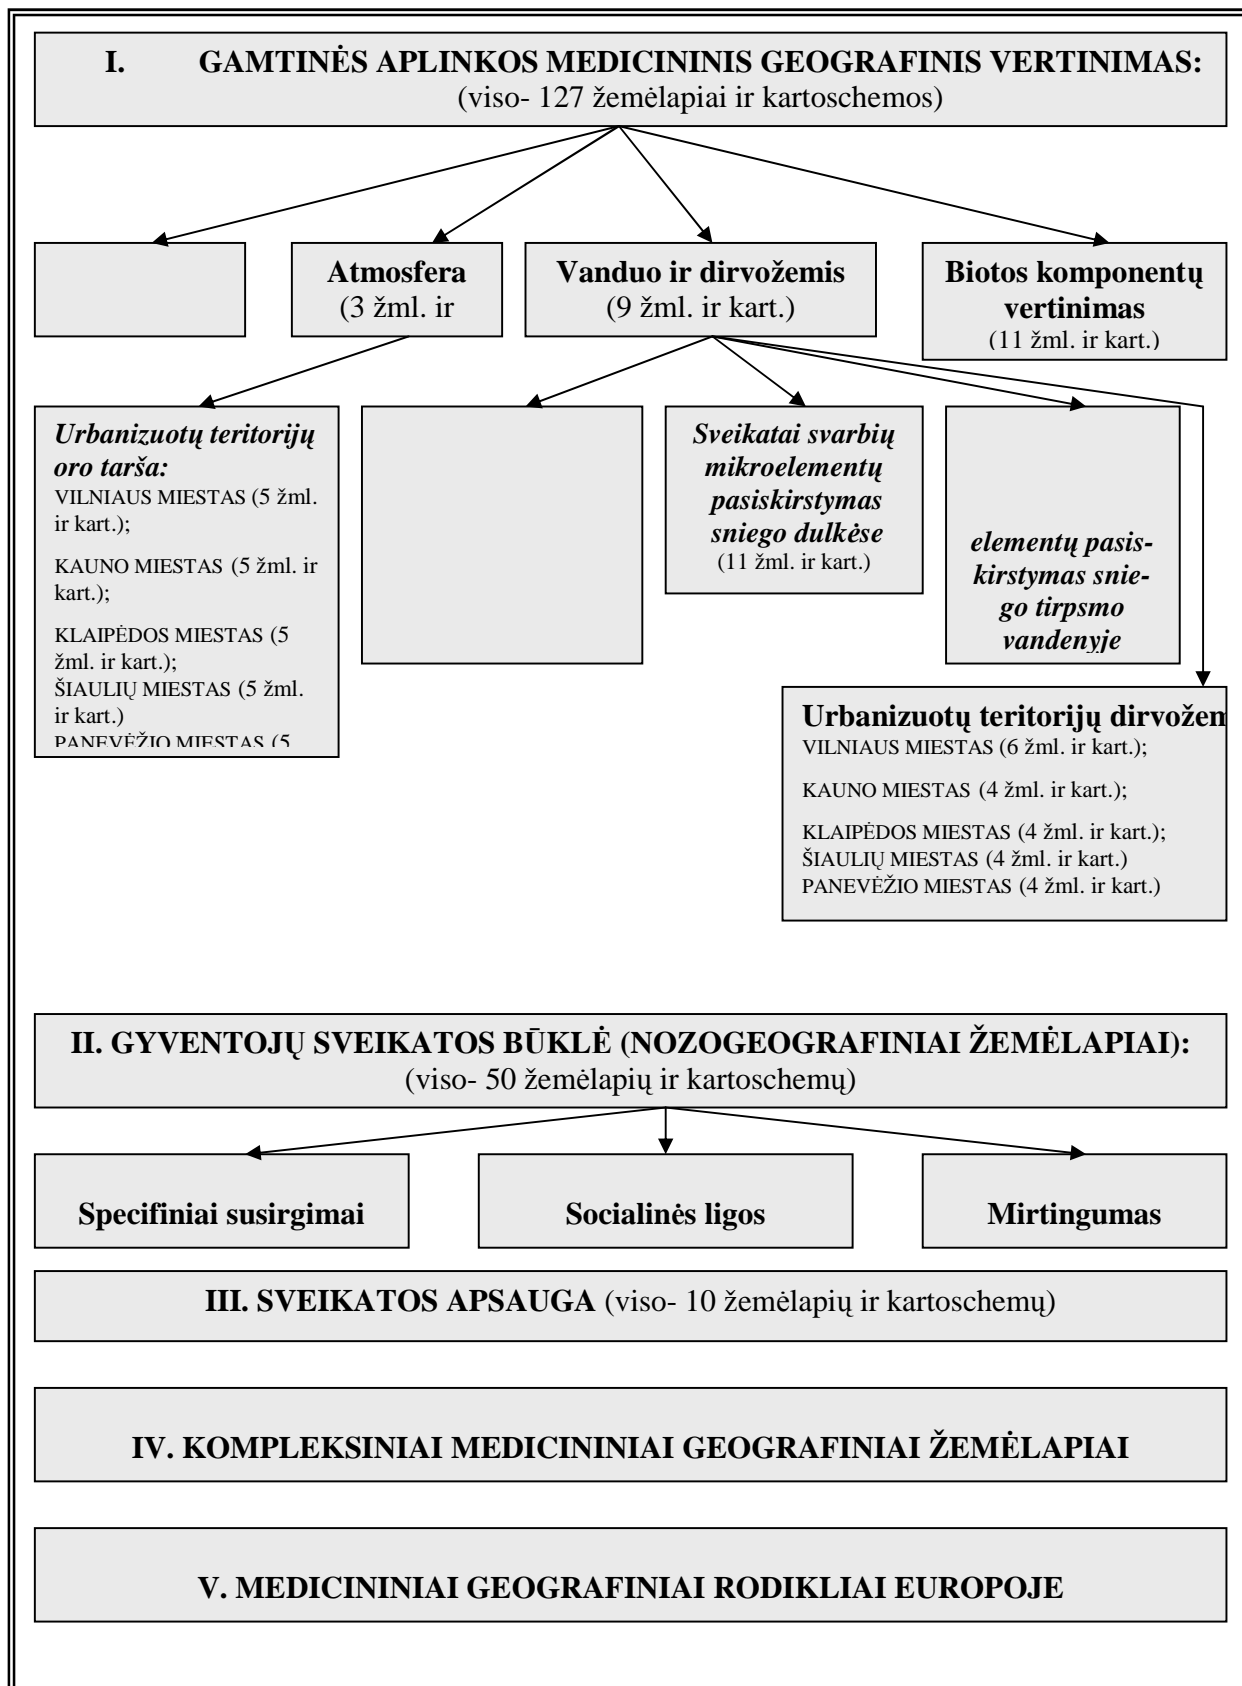 I. GAMTINĖS APLINKOS MEDICININIS GEOGRAFINIS VERTINIMAS:
(viso- 127 žemėlapiai ir kartoschemos)
Atmosfera
(3 žml. ir
Vanduo ir dirvožemis
(9 žml. ir kart.)
Biotos komponentų
vertinimas
(11 žml. ir kart.)
Urbanizuotų teritorijų
oro tarša:
VILNIAUS MIESTAS (5 žml.
ir kart.);
KAUNO MIESTAS (5 žml. ir
kart.);
KLAIPĖDOS MIESTAS (5
žml. ir kart.);
ŠIAULIŲ MIESTAS (5 žml.
ir kart.)
PANEVĖŽIO MIESTAS (5
Sveikatai svarbių
mikroelementų
pasiskirstymas
sniego dulkėse
(11 žml. ir kart.)
elementų pasis-
kirstymas snie-
go tirpsmo
vandenyje
Urbanizuotų teritorijų dirvožem
VILNIAUS MIESTAS (6 žml. ir kart.);
KAUNO MIESTAS (4 žml. ir kart.);
KLAIPĖDOS MIESTAS (4 žml. ir kart.);
ŠIAULIŲ MIESTAS (4 žml. ir kart.)
PANEVĖŽIO MIESTAS (4 žml. ir kart.)
II. GYVENTOJŲ SVEIKATOS BŪKLĖ (NOZOGEOGRAFINIAI ŽEMĖLAPIAI):
(viso- 50 žemėlapių ir kartoschemų)
Specifiniai susirgimai
Socialinės ligos
Mirtingumas
III. SVEIKATOS APSAUGA (viso- 10 žemėlapių ir kartoschemų)
IV. KOMPLEKSINIAI MEDICININIAI GEOGRAFINIAI ŽEMĖLAPIAI
V. MEDICININIAI GEOGRAFINIAI RODIKLIAI EUROPOJE